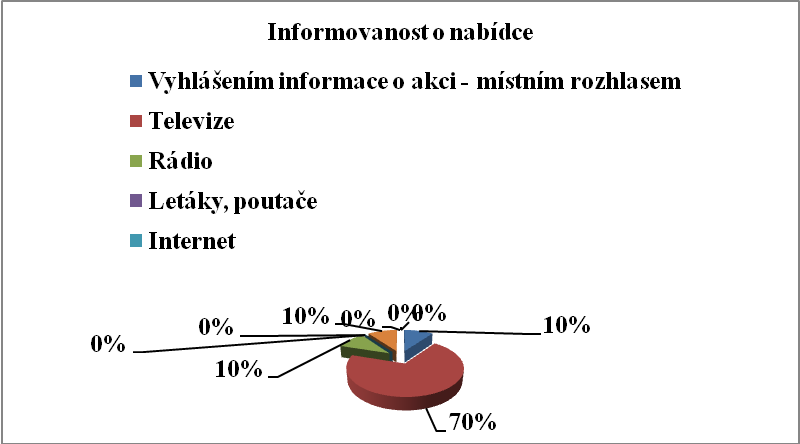 Informovanost o nabídce
Vyhlášením informace o akci - místním rozhlasem
Televize
Rádio
Letáky, poutače
Internet
10% 0% 0% 0%
0% 10%
0%
10%
70%